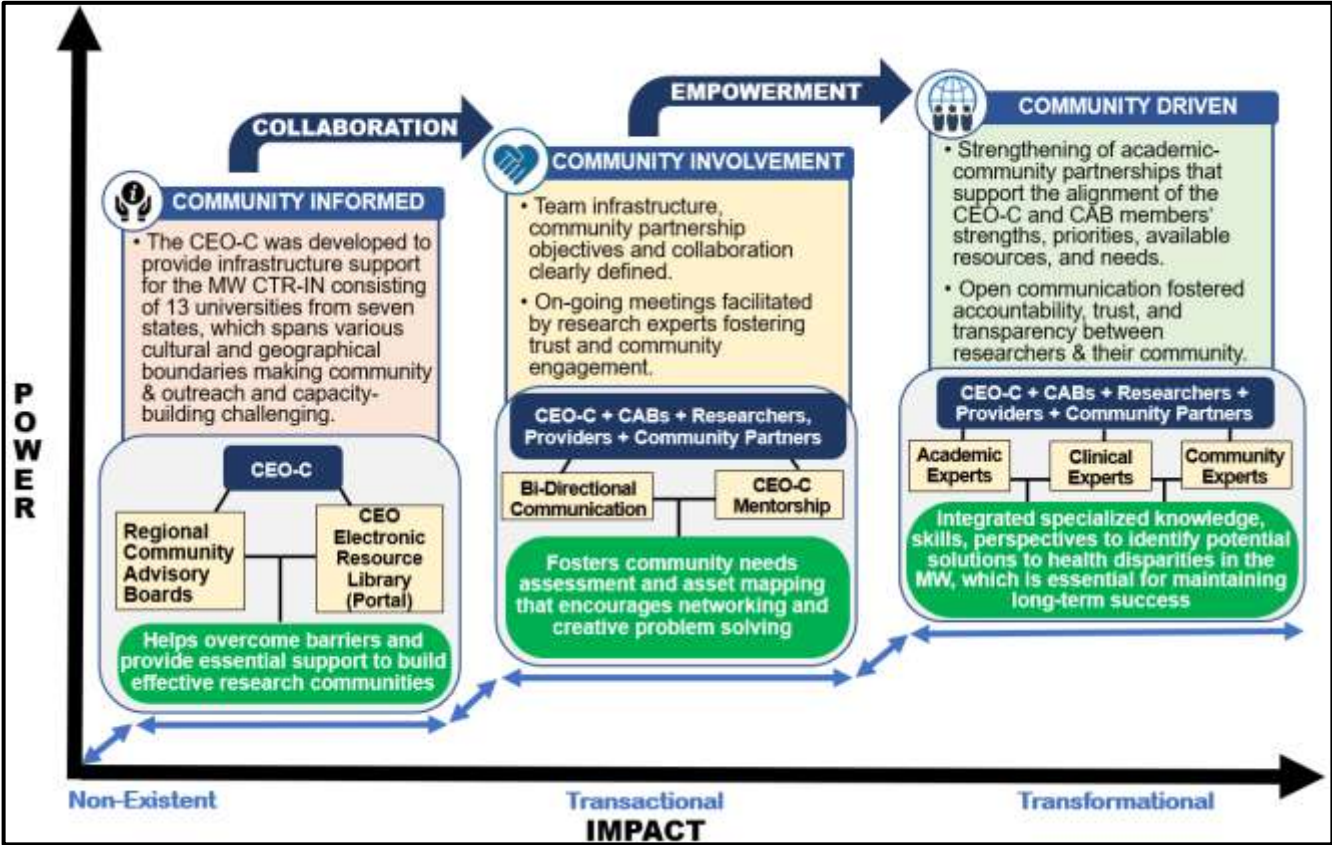 POWER
COLLABORATION
EMPOWERMENT
COMMUNITY INFORMED
• The CEO-C was developed to
provide infrastructure support
for the MW CTR-IN consisting
of 13 universities from seven
states, which spans various
cultural and geographical
boundaries making community
& outreach and capacity-
building challenging.
CEO-C
Regional
Community
Advisory
Boards
CEO
Electronic
Resource
Library
(Portal)
Helps overcome barriers and
provide essential support to build
effective research communities
COMMUNITY INVOLVEMENT
• Team infrastructure,
community partnership
objectives and collaboration
clearly defined.
• On-going meetings facilitated
by research experts fostering
trust and community
engagement.
CEO-C + CABs + Researchers,
Providers + Community Partners
Bi-Directional
Communication
CEO-C
Mentorship
Fosters community needs
assessment and asset mapping
that encourages networking and
creative problem solving
COMMUNITY DRIVEN
• Strengthening of academic-
community partnerships that
support the alignment of the
CEO-C and CAB members'
strengths, priorities, available
resources, and needs.
• Open communication fostered
accountability, trust, and
transparency between
researchers & their community.
CEO-C + CABs + Researchers +
Providers + Community Partners
Academic
Experts
Clinical
Experts
Community
Experts
Integrated specialized knowledge,
skills, perspectives to identify potential
solutions to health disparities in the
MW, which is essential for maintaining
long-term success
Non-Existent
Transactional
Transformational
IMPACT